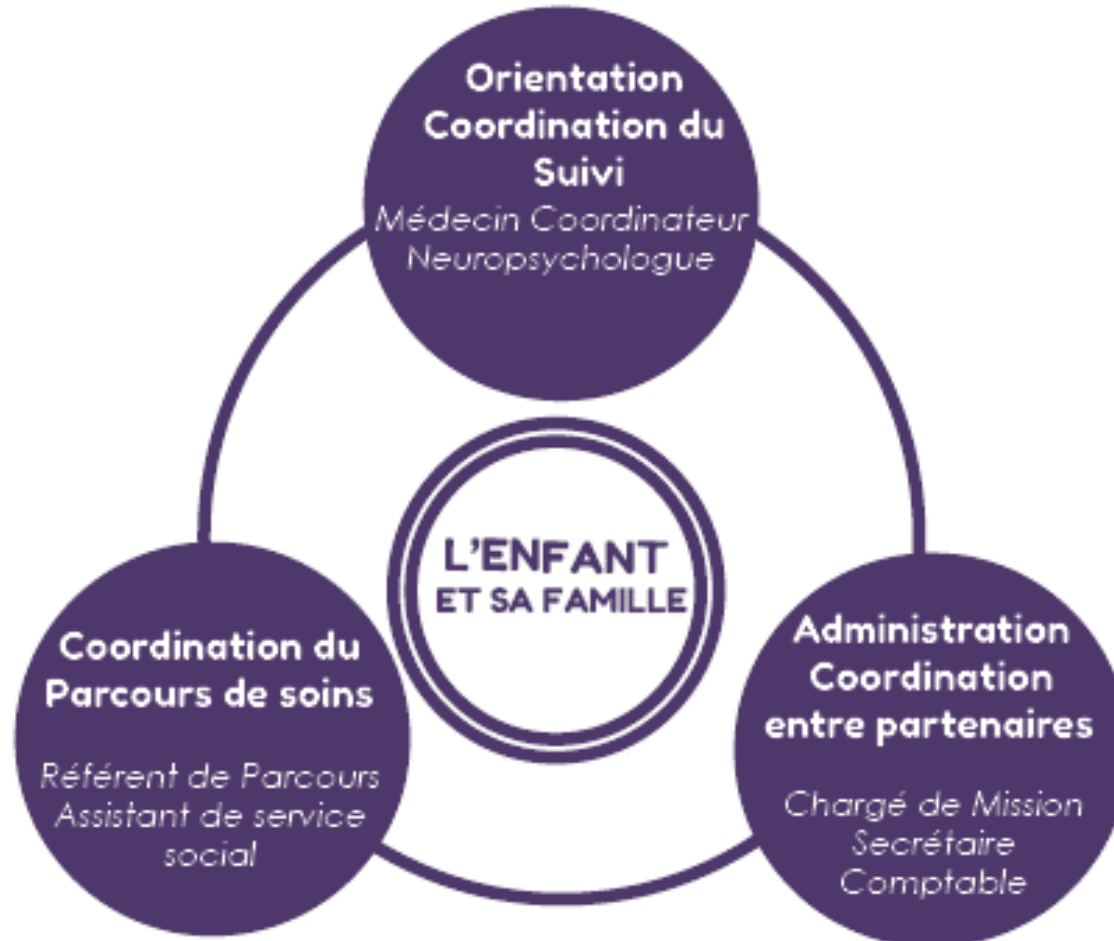 Orientation
Coordination du
Suivi
Médecin Coordinateur
Neuropsychologue
L'ENFANT
ET SA FAMILLE
Coordination du
Parcours de soins
Référent de Parcours
Assistant de service
social
Administration
Coordination
entre partenaires
Chargé de Mission
Secrétaire
Comptable